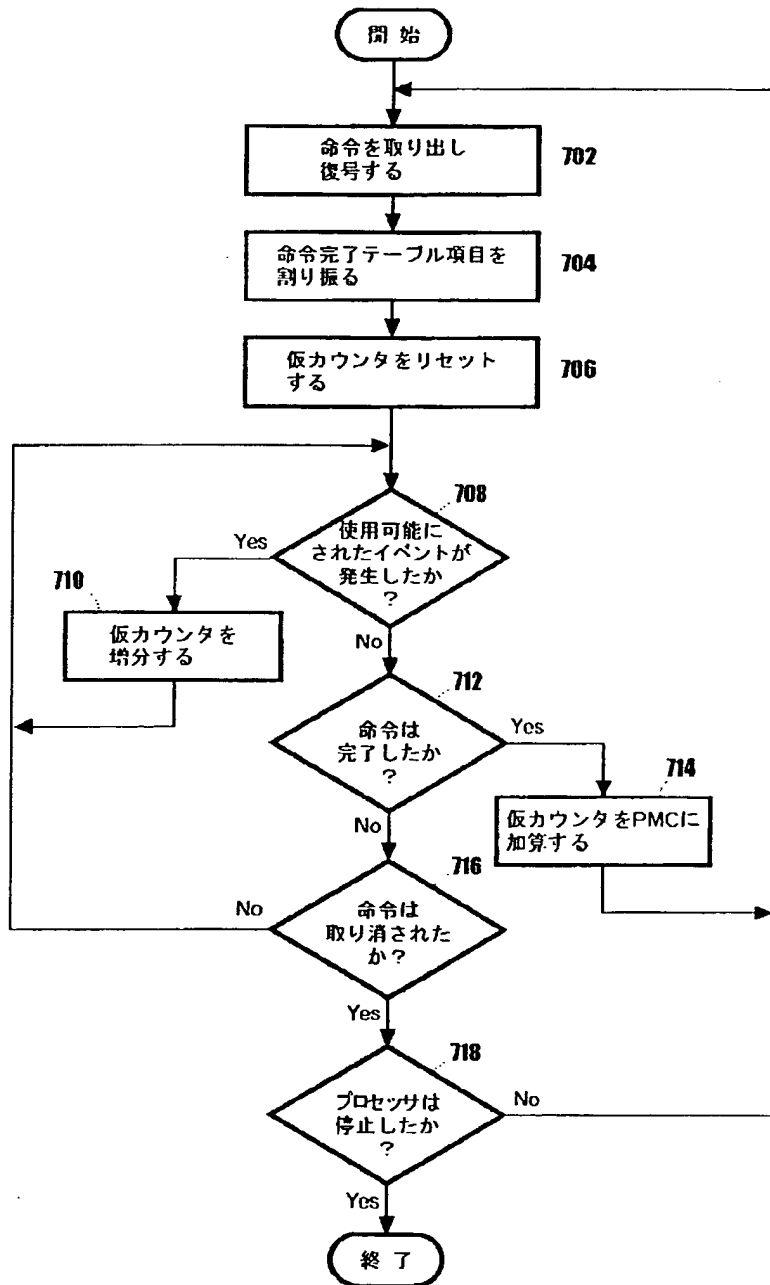 開始
命令を取り出し
復号する
702
命令完了テーブル項目を
割り振る
704
仮カウンタをリセット
する
706
708
使用可能に
されたイベントが
発生したか
?
Yes
No
710
仮カウンタを
増分する
712
命令は
完了したか
?
Yes
No
714
仮カウンタをPMCに
加算する
716
命令は
取り消された
か?
No
Yes
718
プロセッサは
停止したか
?
No
Yes
終了